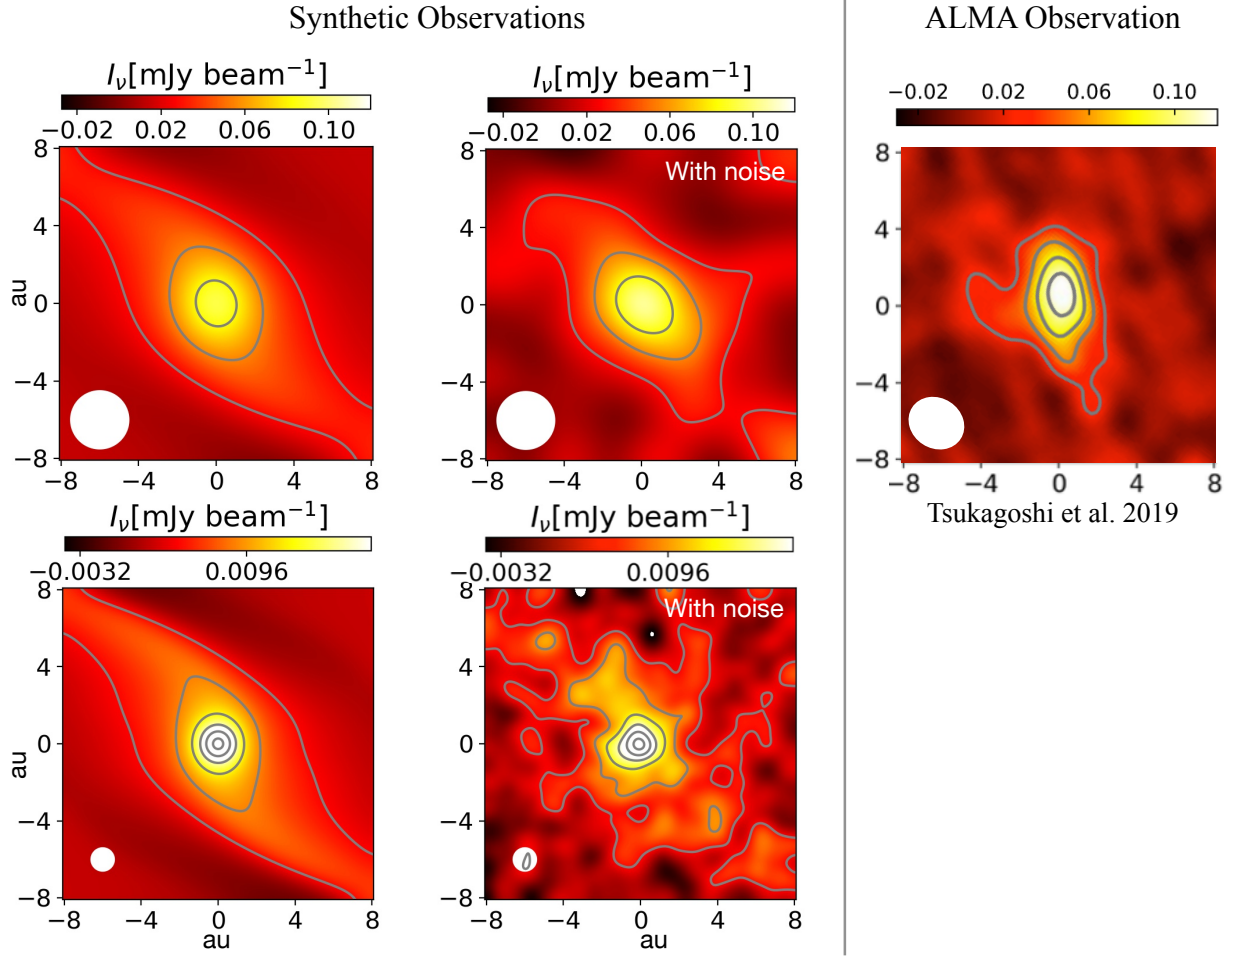 Synthetic Observations
ALMA Observation
I_ν[mJy beam⁻¹]
−0.02 0.02 0.06 0.10
I_ν[mJy beam⁻¹]
−0.02 0.02 0.06 0.10
−0.02 0.02 0.06 0.10
8
4
0
−4
−8
au
−8 −4 0 4 8
With noise
8
4
0
−4
−8
−8 −4 0 4 8
8
4
0
−4
−8
−8 −4 0 4 8
Tsukagoshi et al. 2019
I_ν[mJy beam⁻¹]
−0.0032 0.0096
I_ν[mJy beam⁻¹]
−0.0032 0.0096
8
4
0
−4
−8
au
−8 −4 0 4 8
au
With noise
8
4
0
−4
−8
−8 −4 0 4 8
au